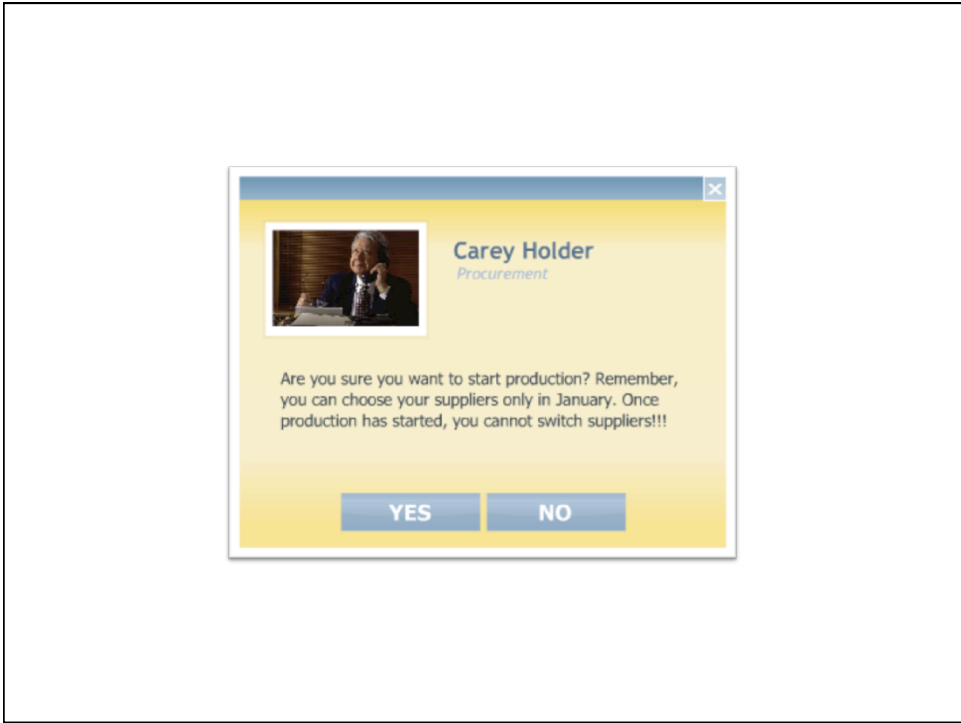 Carey Holder
Procurement
Are you sure you want to start production? Remember,
you can choose your suppliers only in January. Once
production has started, you cannot switch suppliers!!!
YES NO